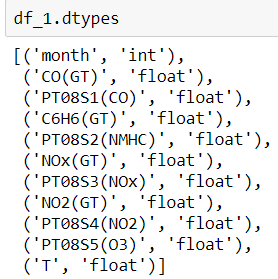 df_1.dtypes
[('month', 'int'),
('CO(GT)', 'float'),
('PT08S1(CO)', 'float'),
('C6H6(GT)', 'float'),
('PT08S2(NMHC)', 'float'),
('NOx(GT)', 'float'),
('PT08S3(NOx)', 'float'),
('NO2(GT)', 'float'),
('PT08S4(NO2)', 'float'),
('PT08S5(O3)', 'float'),
('T', 'float')]